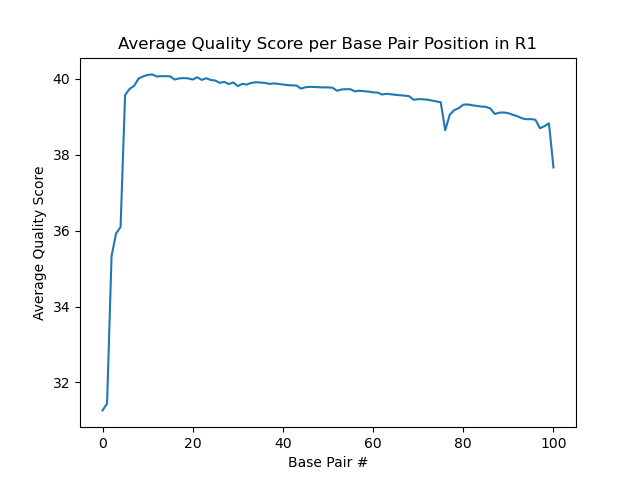 Average Quality Score per Base Pair Position in R1
40
38
36
34
32
Average Quality Score
0 20 40 60 80 100
Base Pair #